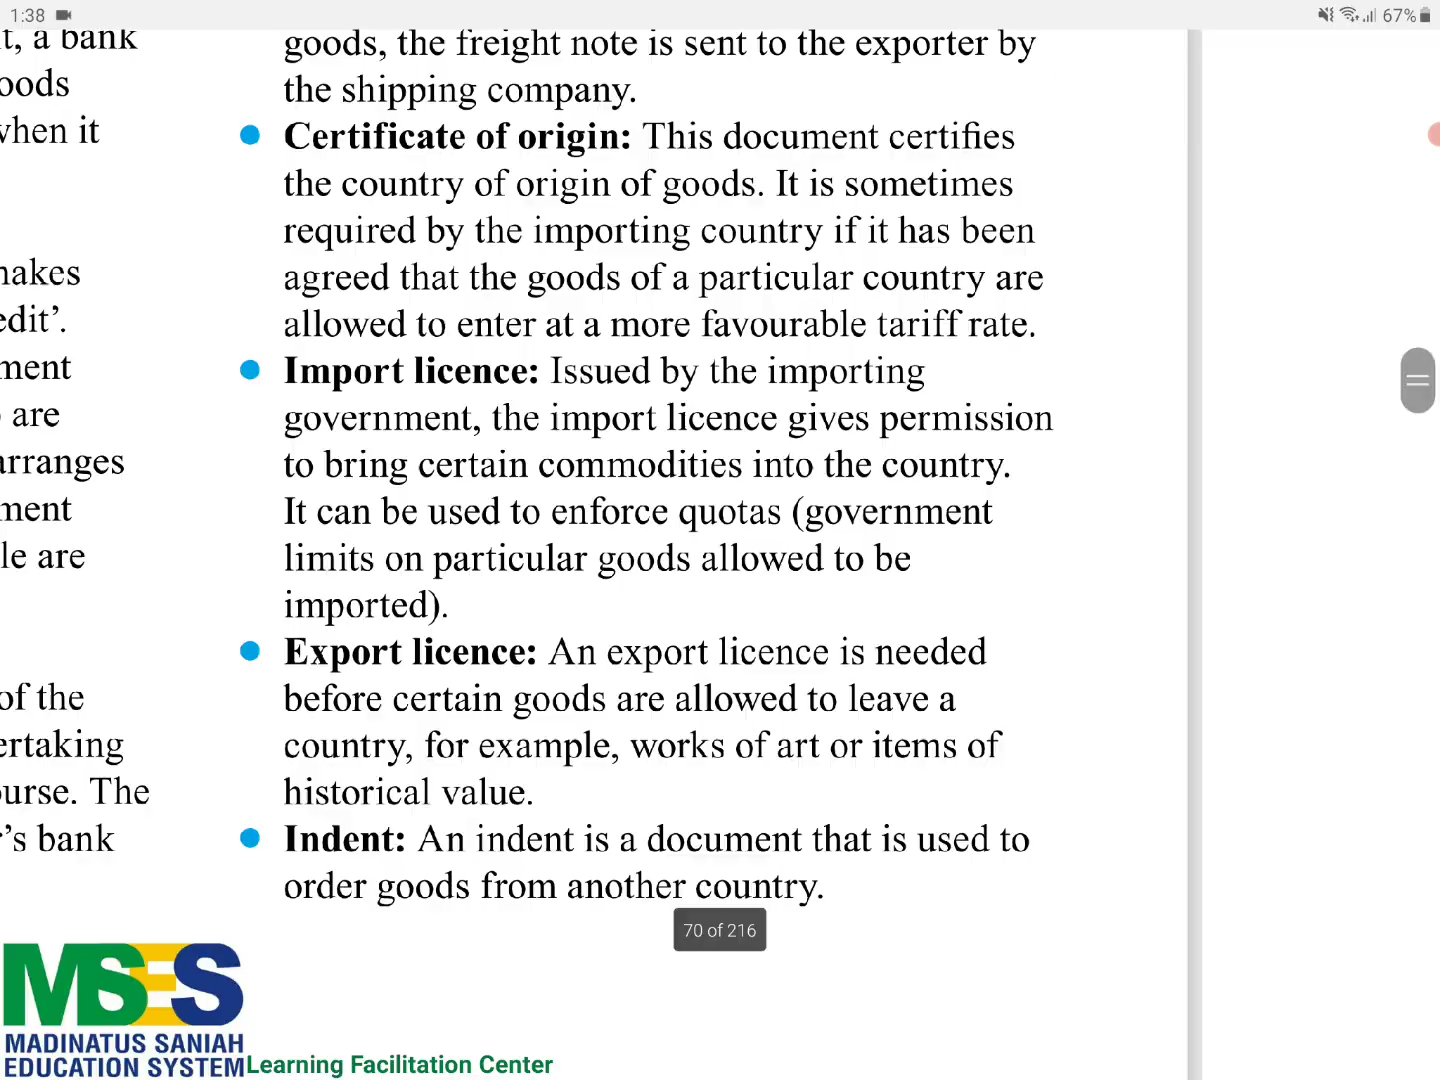 1:38
67%
t, a bank
oods
when it
makes
edit’.
ment
are
arranges
ment
le are
of the
ertaking
ourse. The
’s bank
goods, the freight note is sent to the exporter by
the shipping company.
Certificate of origin: This document certifies
the country of origin of goods. It is sometimes
required by the importing country if it has been
agreed that the goods of a particular country are
allowed to enter at a more favourable tariff rate.
Import licence: Issued by the importing
government, the import licence gives permission
to bring certain commodities into the country.
It can be used to enforce quotas (government
limits on particular goods allowed to be
imported).
Export licence: An export licence is needed
before certain goods are allowed to leave a
country, for example, works of art or items of
historical value.
Indent: An indent is a document that is used to
order goods from another country.
70 of 216
MSES
MADINATUS SANIAH
EDUCATION SYSTEM
Learning Facilitation Center